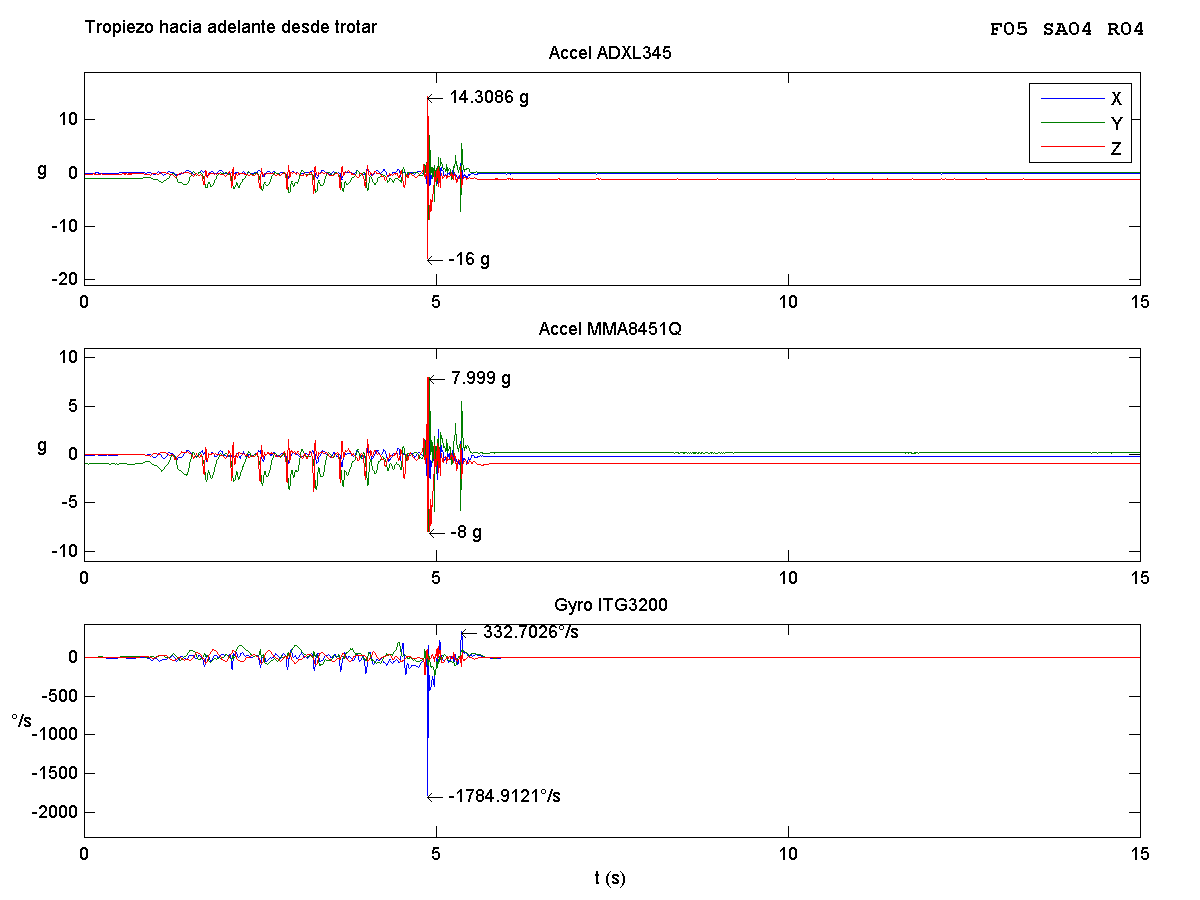 Tropiezo hacia adelante desde trotar
F05 SA04 R04
Accel ADXL345
14.3086 g
X
Y
Z
10
0
-10
-20
g
-16 g
0 5 10 15
Accel MMA8451Q
10
5
0
-5
-10
g
7.999 g
-8 g
0 5 10 15
Gyro ITG3200
332.7026°/s
0
-500
-1000
-1500
-2000
°/s
-1784.9121°/s
0 5 10 15
t (s)